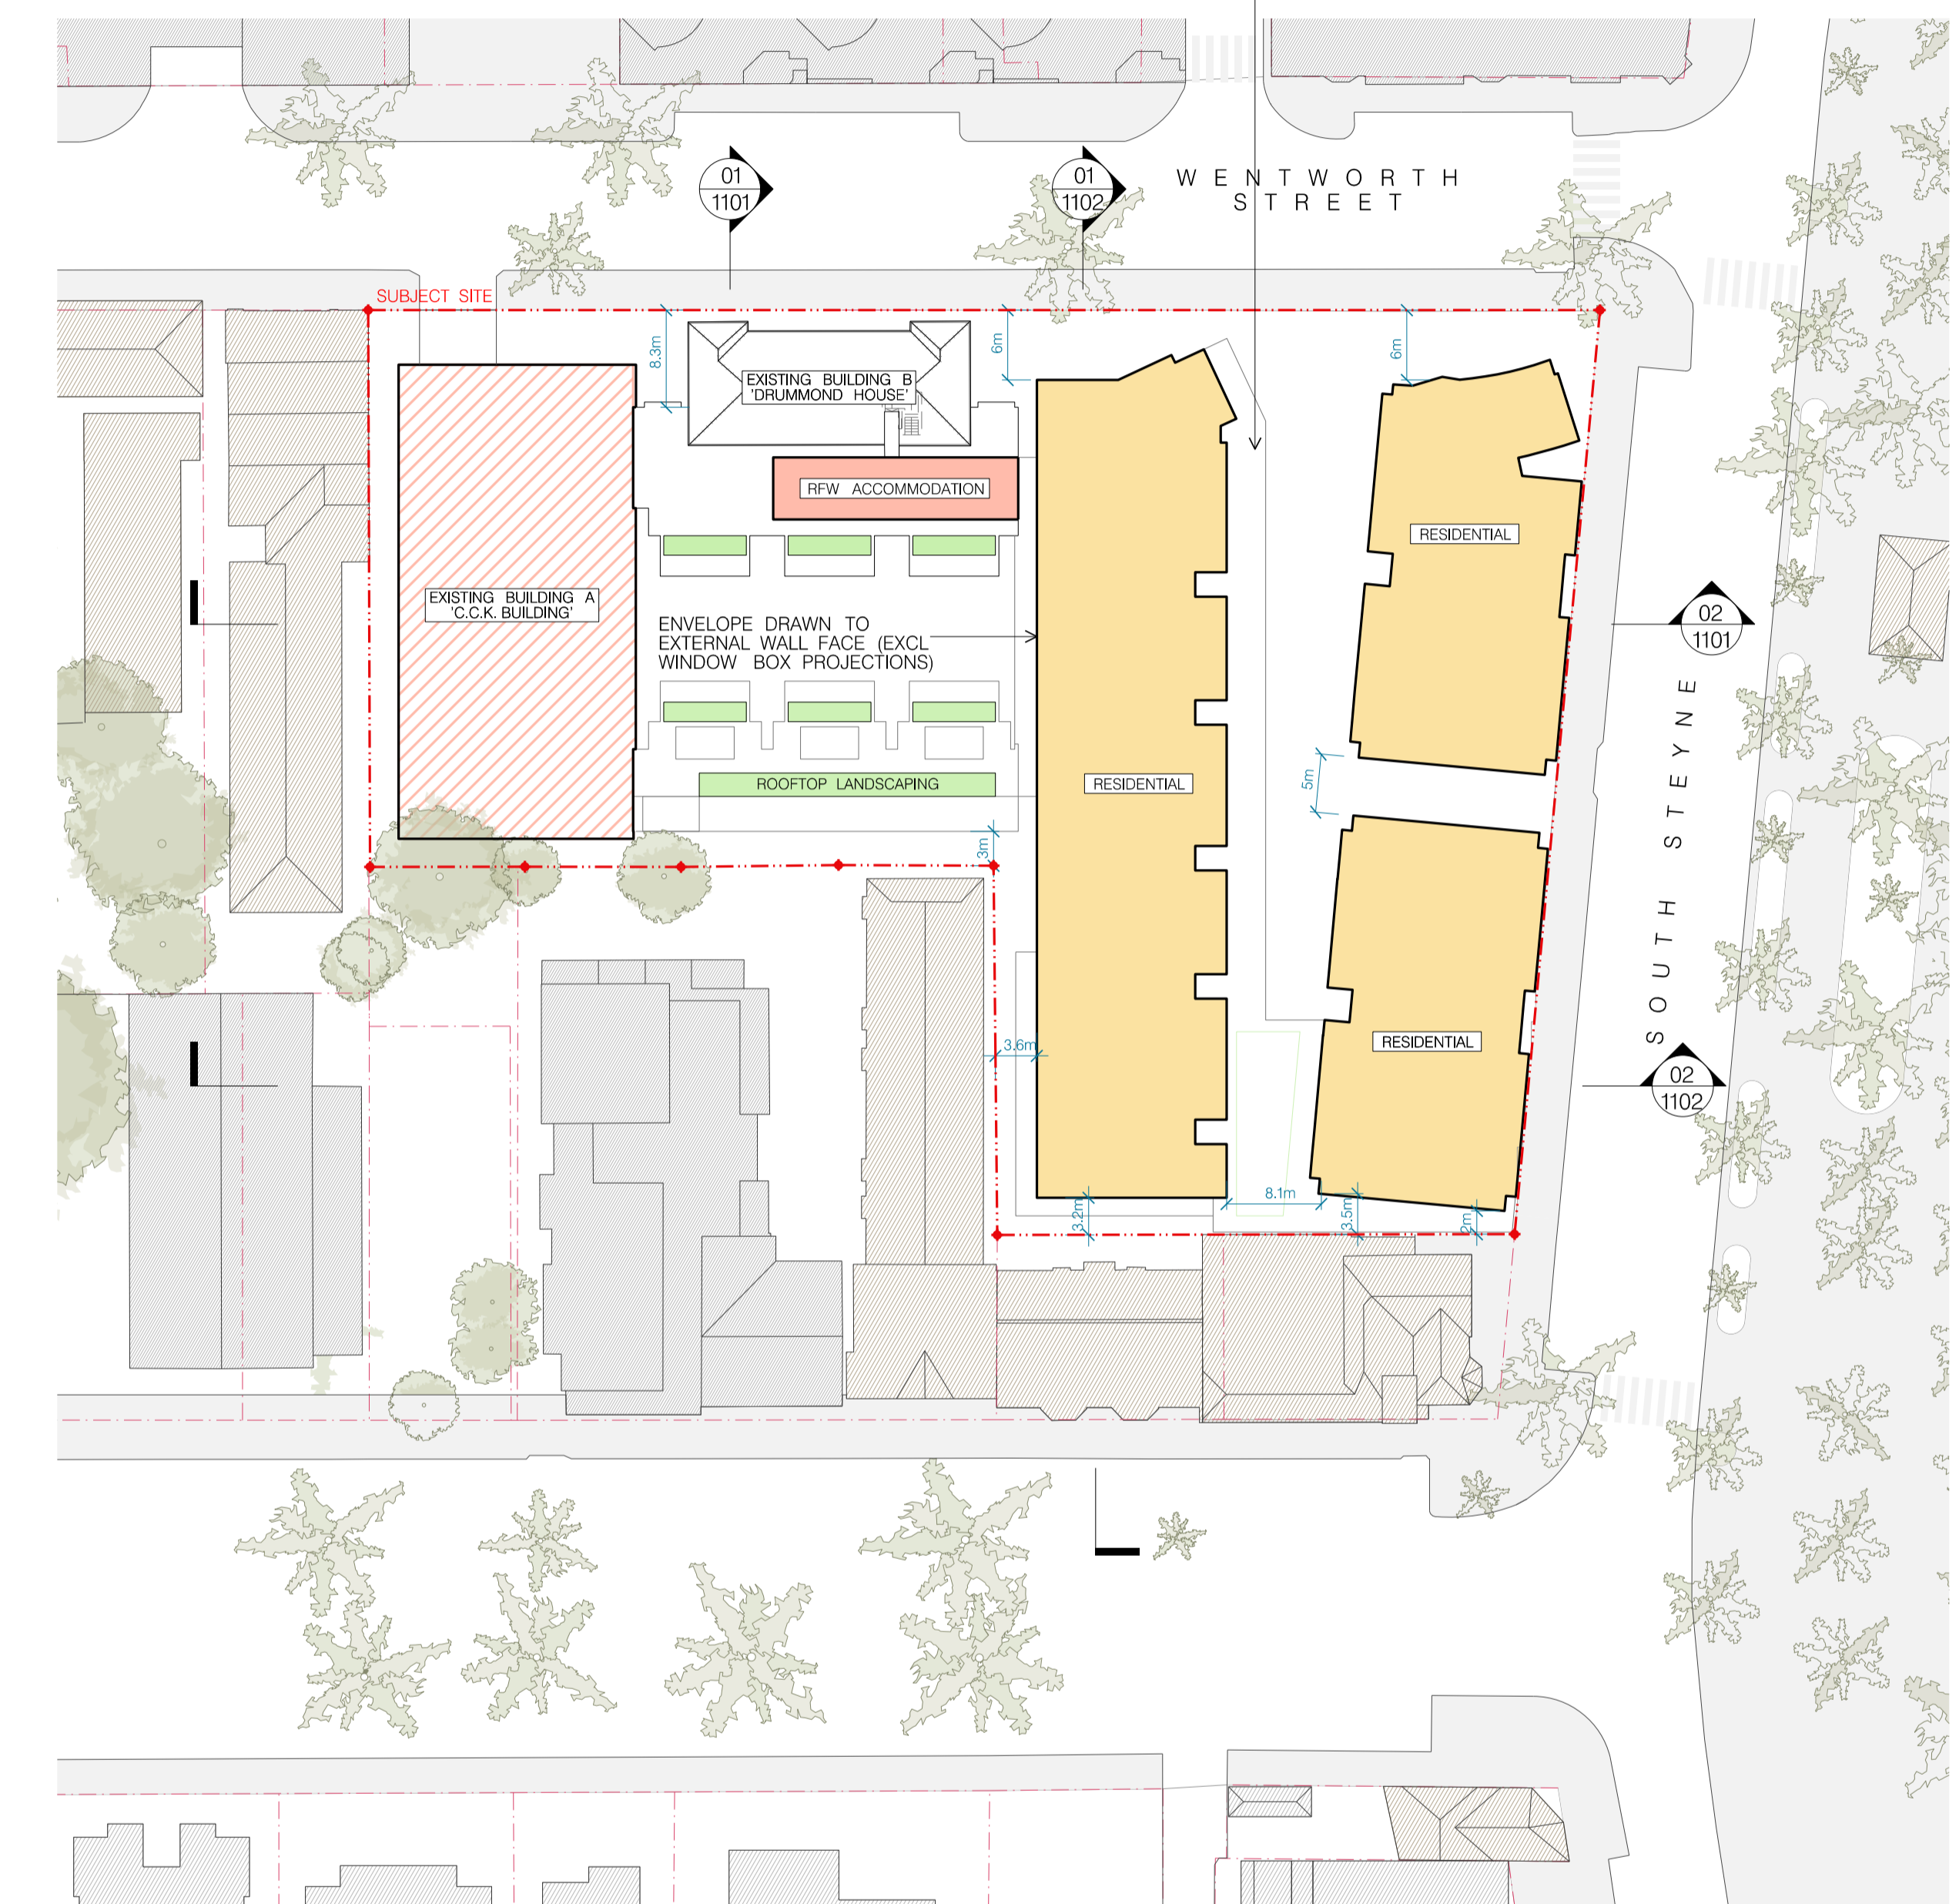 01
1101
01
1102
WENTWORTH
STREET
SUBJECT SITE
8.3m
6m
6m
EXISTING BUILDING B
'DRUMMOND HOUSE'
RFW ACCOMMODATION
RESIDENTIAL
EXISTING BUILDING A
'C.C.K. BUILDING'
ENVELOPE DRAWN TO
EXTERNAL WALL FACE (EXCL
WINDOW BOX PROJECTIONS)
02
1101
SOUTH STEYNE
ROOFTOP LANDSCAPING
RESIDENTIAL
5m
3m
3.6m
RESIDENTIAL
02
1102
3.2m
8.1m
3.5m
2m